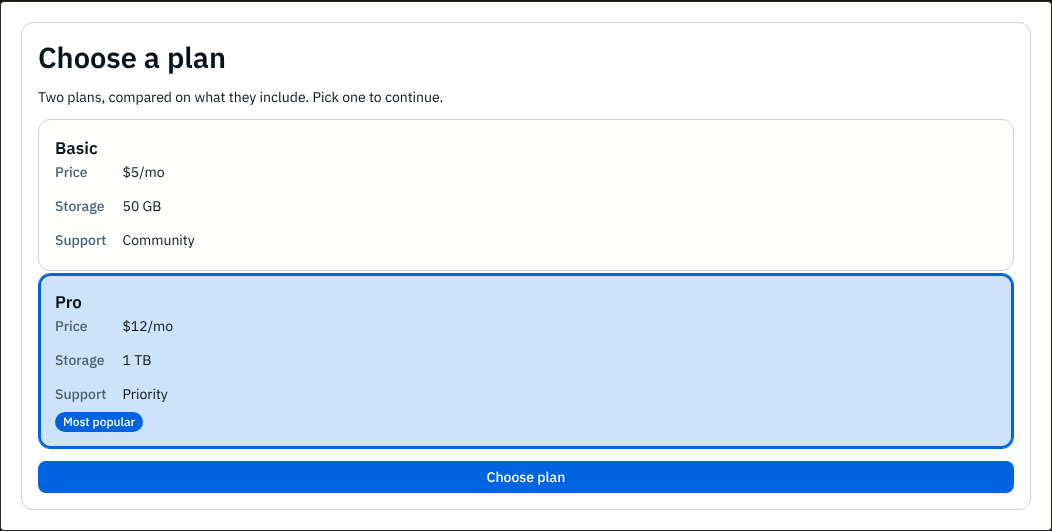 Choose a plan
Two plans, compared on what they include. Pick one to continue.
Basic
Price $5/mo
Storage 50 GB
Support Community
Pro
Price $12/mo
Storage 1 TB
Support Priority
Most popular
Choose plan